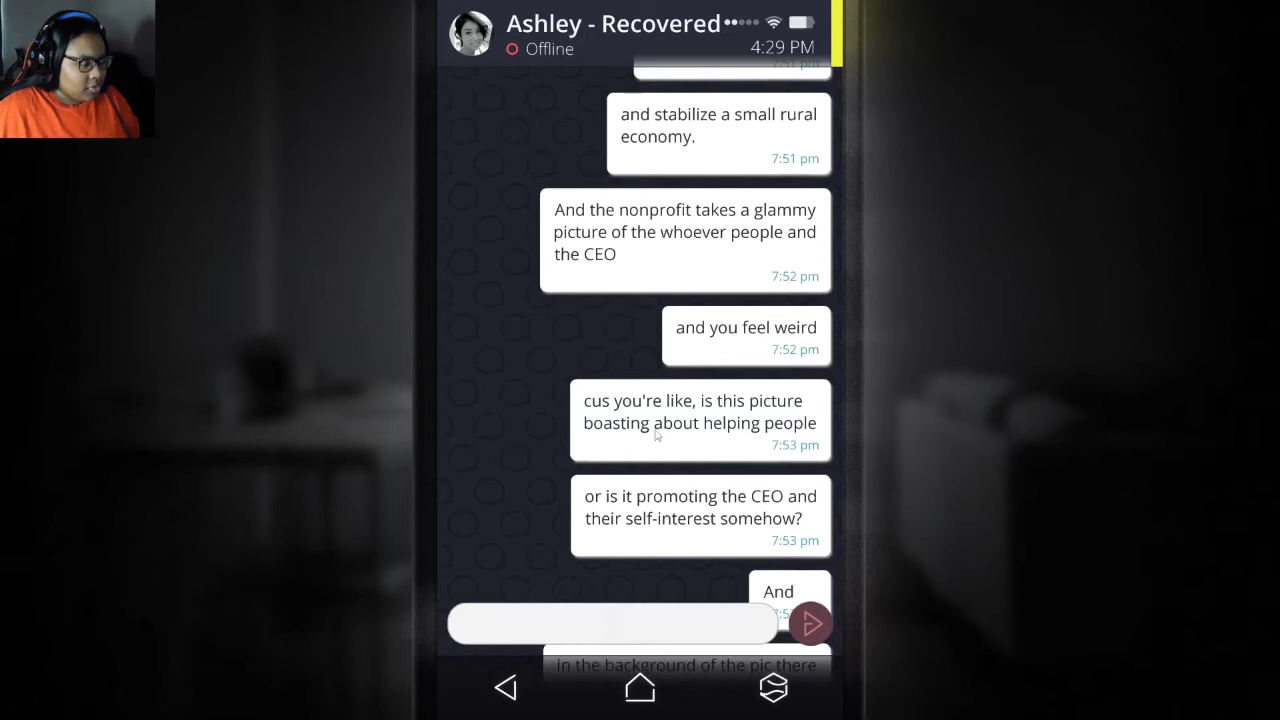 Ashley - Recovered
Offline
4:29 PM
7:51 pm
and stabilize a small rural
economy.
7:51 pm
And the nonprofit takes a glammy
picture of the whoever people and
the CEO
7:52 pm
and you feel weird
7:52 pm
cus you're like, is this picture
boasting about helping people
7:53 pm
or is it promoting the CEO and
their self-interest somehow?
7:53 pm
And
in the background of the pic there